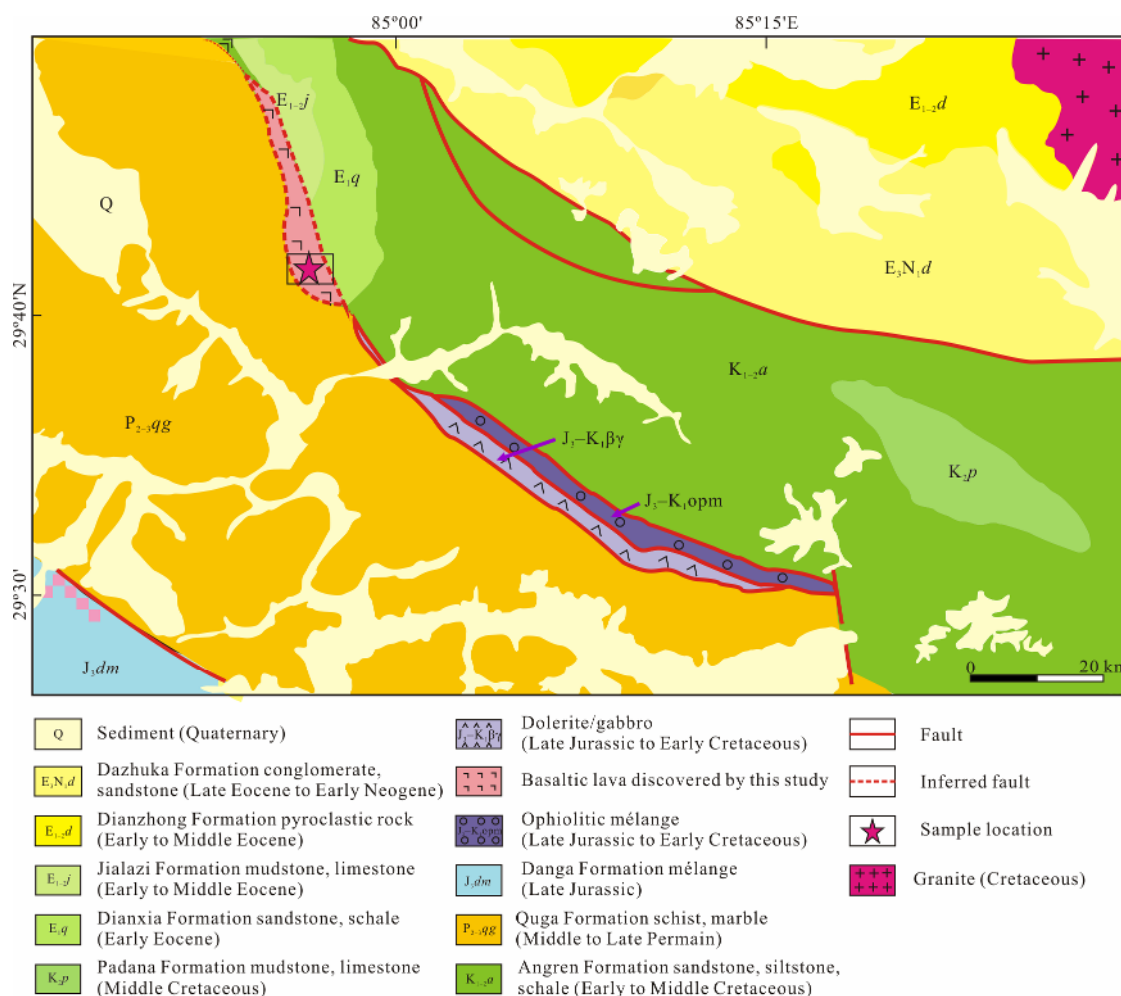 85°00′ 85°15′E
E₁₋₂j
E₁₋₂d
E₁q
Q
E₃N₁d
29°40′N
K₁₋₂a
P₂₋₃qg
J₃–K₁βγ
K₂p
J₃–K₁opm
29°30′
J₃dm
0 20 km
Q Sediment (Quaternary)
E₃N₁d Dazhuka Formation conglomerate,
sandstone (Late Eocene to Early Neogene)
E₁₋₂d Dianzhong Formation pyroclastic rock
(Early to Middle Eocene)
E₁₋₂j Jialazi Formation mudstone, limestone
(Early to Middle Eocene)
E₁q Dianxia Formation sandstone, schale
(Early Eocene)
K₂p Padana Formation mudstone, limestone
(Middle Cretaceous)
J₃–K₁βγ Dolerite/gabbro
(Late Jurassic to Early Cretaceous)
Basaltic lava discovered by this study
J₃–K₁opm Ophiolitic mélange
(Late Jurassic to Early Cretaceous)
J₃dm Danga Formation mélange
(Late Jurassic)
P₂₋₃qg Quga Formation schist, marble
(Middle to Late Permain)
K₁₋₂a Angren Formation sandstone, siltstone,
schale (Early to Middle Cretaceous)
Fault
Inferred fault
Sample location
Granite (Cretaceous)